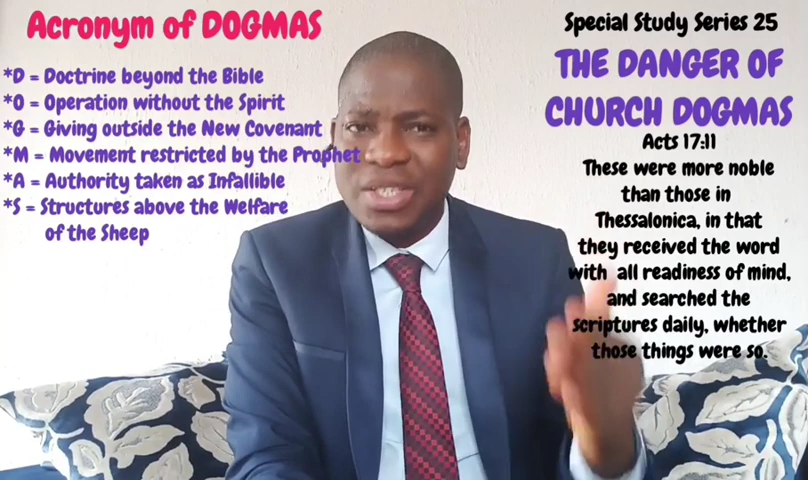 Acronym of DOGMAS
*D = Doctrine beyond the Bible
*O = Operation without the Spirit
*G = Giving outside the New Covenant
*M = Movement restricted by the Prophet
*A = Authority taken as Infallible
*S = Structures above the Welfare
of the Sheep
Special Study Series 25
THE DANGER OF
CHURCH DOGMAS
Acts 17:11
These were more noble
than those in
Thessalonica, in that
they received the word
with all readiness of mind,
and searched the
scriptures daily, whether
those things were so.